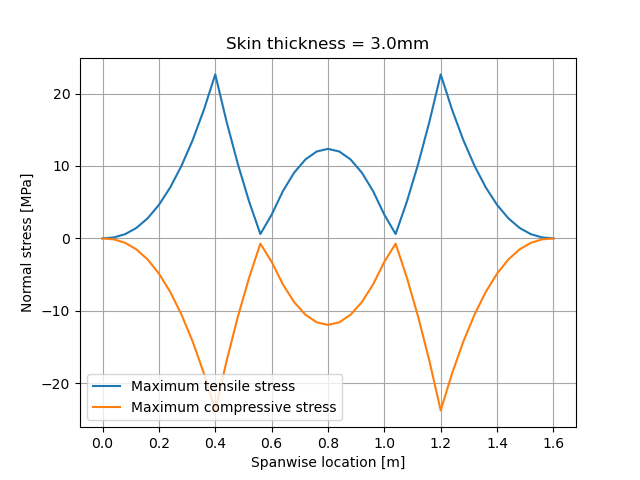 Skin thickness = 3.0mm
Normal stress [MPa]
20
10
0
−10
−20
Maximum tensile stress
Maximum compressive stress
0.0 0.2 0.4 0.6 0.8 1.0 1.2 1.4 1.6
Spanwise location [m]